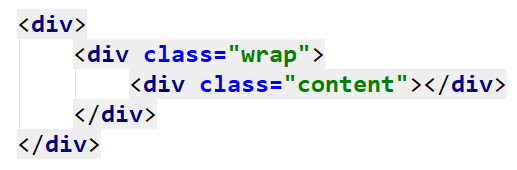 <div>
    <div class="wrap">
        <div class="content"></div>
    </div>
</div>